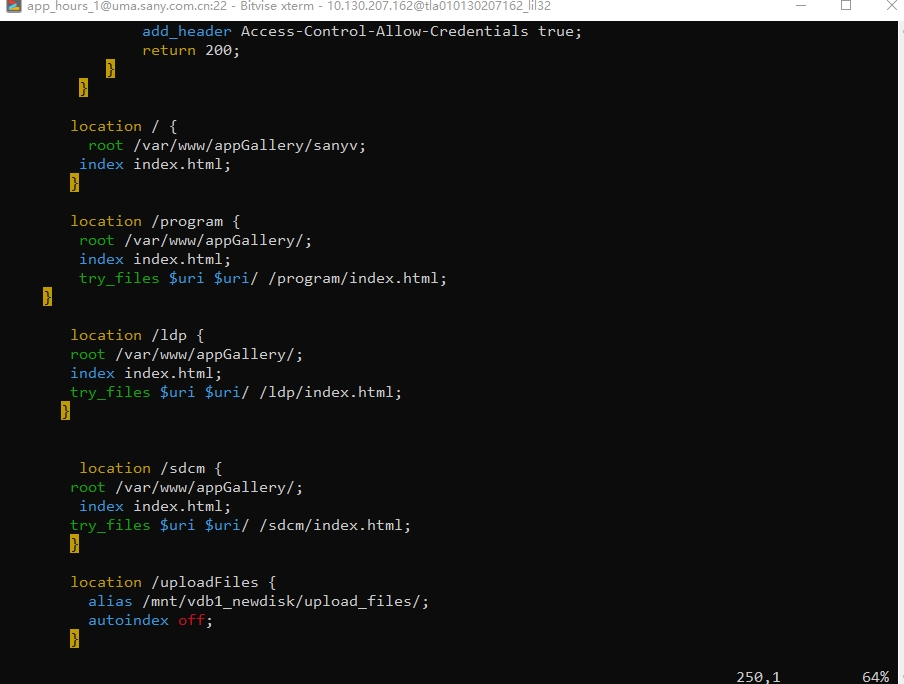 app_hours_1@uma.sany.com.cn:22 - Bitvise xterm - 10.130.207.162@tla010130207162_lil32
add_header Access-Control-Allow-Credentials true;
return 200;
}
}
location / {
root /var/www/appGallery/sanyv;
index index.html;
}
location /program {
root /var/www/appGallery/;
index index.html;
try_files $uri $uri/ /program/index.html;
}
location /ldp {
root /var/www/appGallery/;
index index.html;
try_files $uri $uri/ /ldp/index.html;
}
location /sdcm {
root /var/www/appGallery/;
index index.html;
try_files $uri $uri/ /sdcm/index.html;
}
location /uploadFiles {
alias /mnt/vdb1_newdisk/upload_files/;
autoindex off;
}
250,1 64%